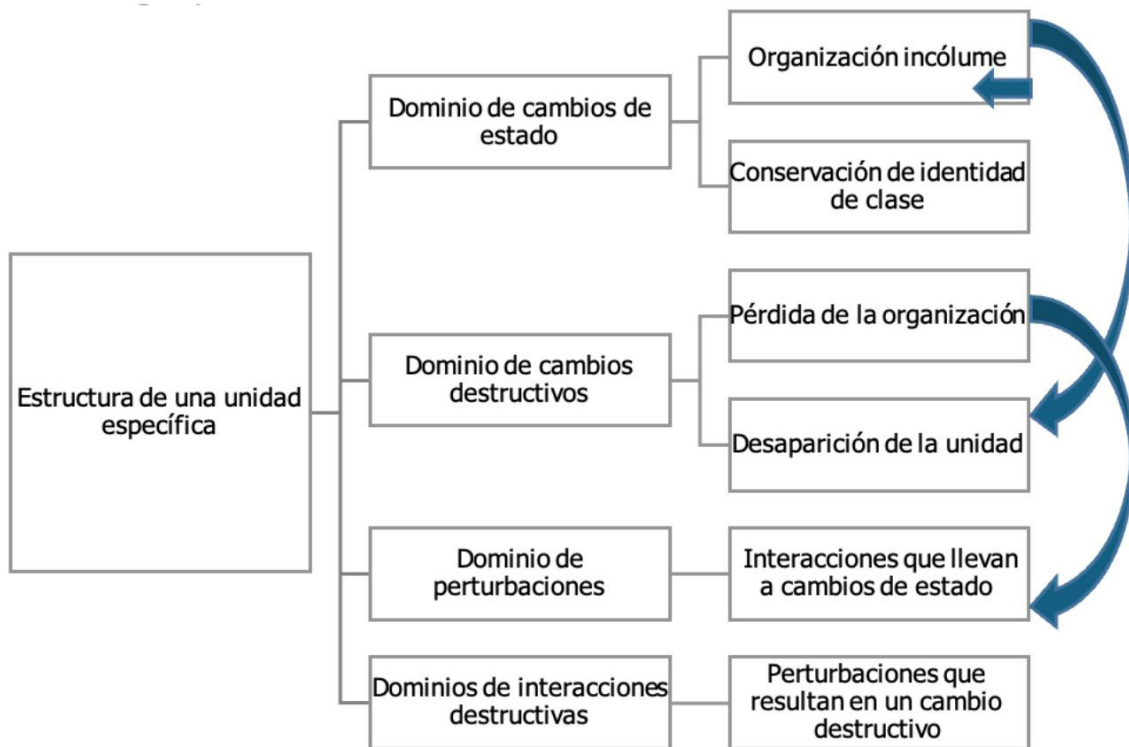 Estructura de una unidad
específica
Dominio de cambios de
estado
Organización incólume
Conservación de identidad
de clase
Dominio de cambios
destructivos
Pérdida de la organización
Desaparición de la unidad
Dominio de
perturbaciones
Interacciones que llevan
a cambios de estado
Dominios de interacciones
destructivas
Perturbaciones que
resultan en un cambio
destructivo